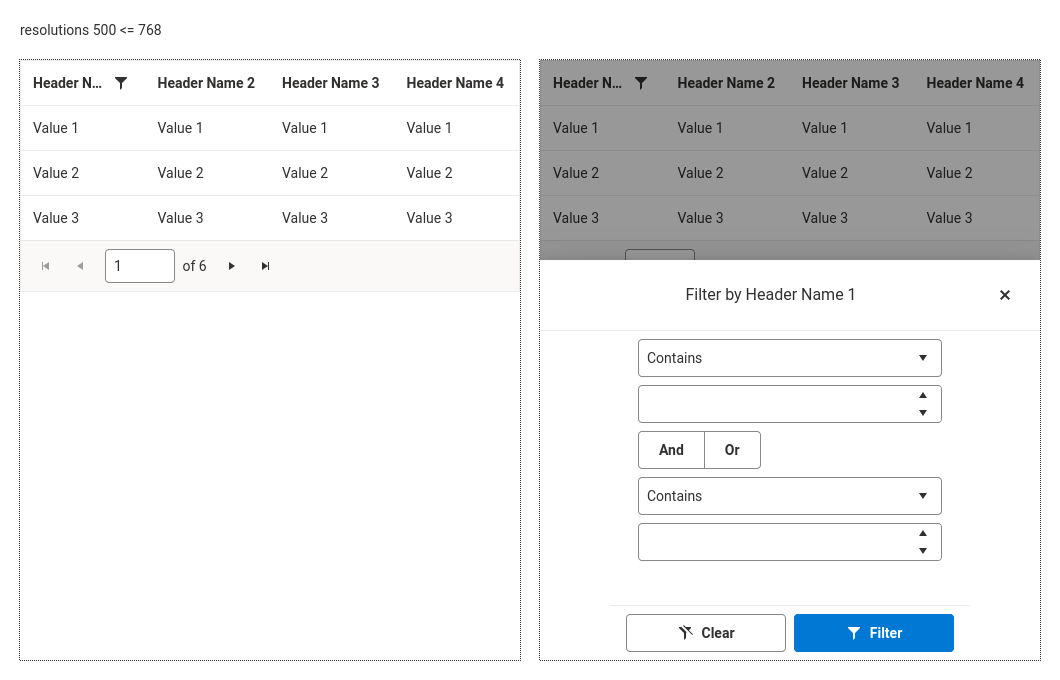 resolutions 500 <= 768
Header N... Header Name 2 Header Name 3 Header Name 4
Value 1 Value 1 Value 1 Value 1
Value 2 Value 2 Value 2 Value 2
Value 3 Value 3 Value 3 Value 3
1 of 6
Header N... Header Name 2 Header Name 3 Header Name 4
Value 1 Value 1 Value 1 Value 1
Value 2 Value 2 Value 2 Value 2
Value 3 Value 3 Value 3 Value 3
Filter by Header Name 1
Contains
And Or
Contains
Clear Filter